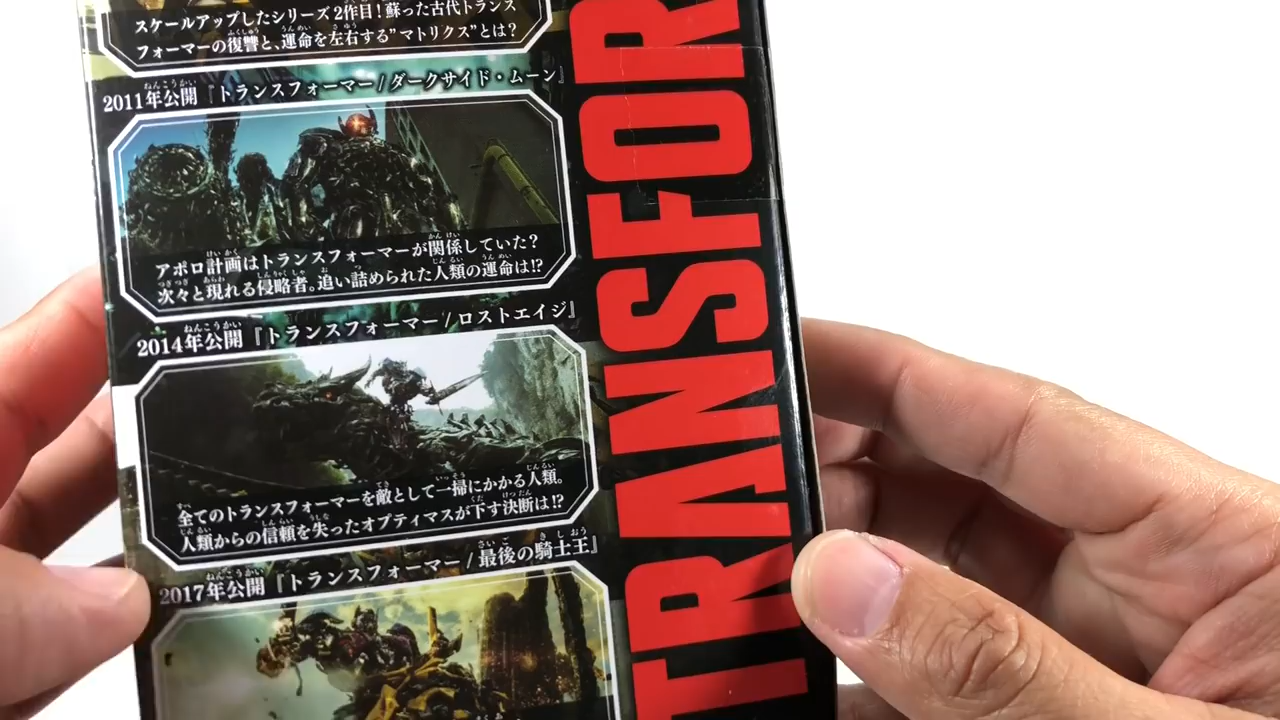 スケールアップしたシリーズ2作目!蘇った古代トランス
フォーマーの復讐と、運命を左右する"マトリクス"とは?
2011年公開『トランスフォーマー/ダークサイド・ムーン』
アポロ計画はトランスフォーマーが関係していた?
次々と現れる侵略者。追い詰められた人類の運命は!?
2014年公開『トランスフォーマー/ロストエイジ』
全てのトランスフォーマーを敵として一掃にかかる人類。
人類からの信頼を失ったオプティマスが下す決断は!?
2017年公開『トランスフォーマー/最後の騎士王』
TRANSFOR